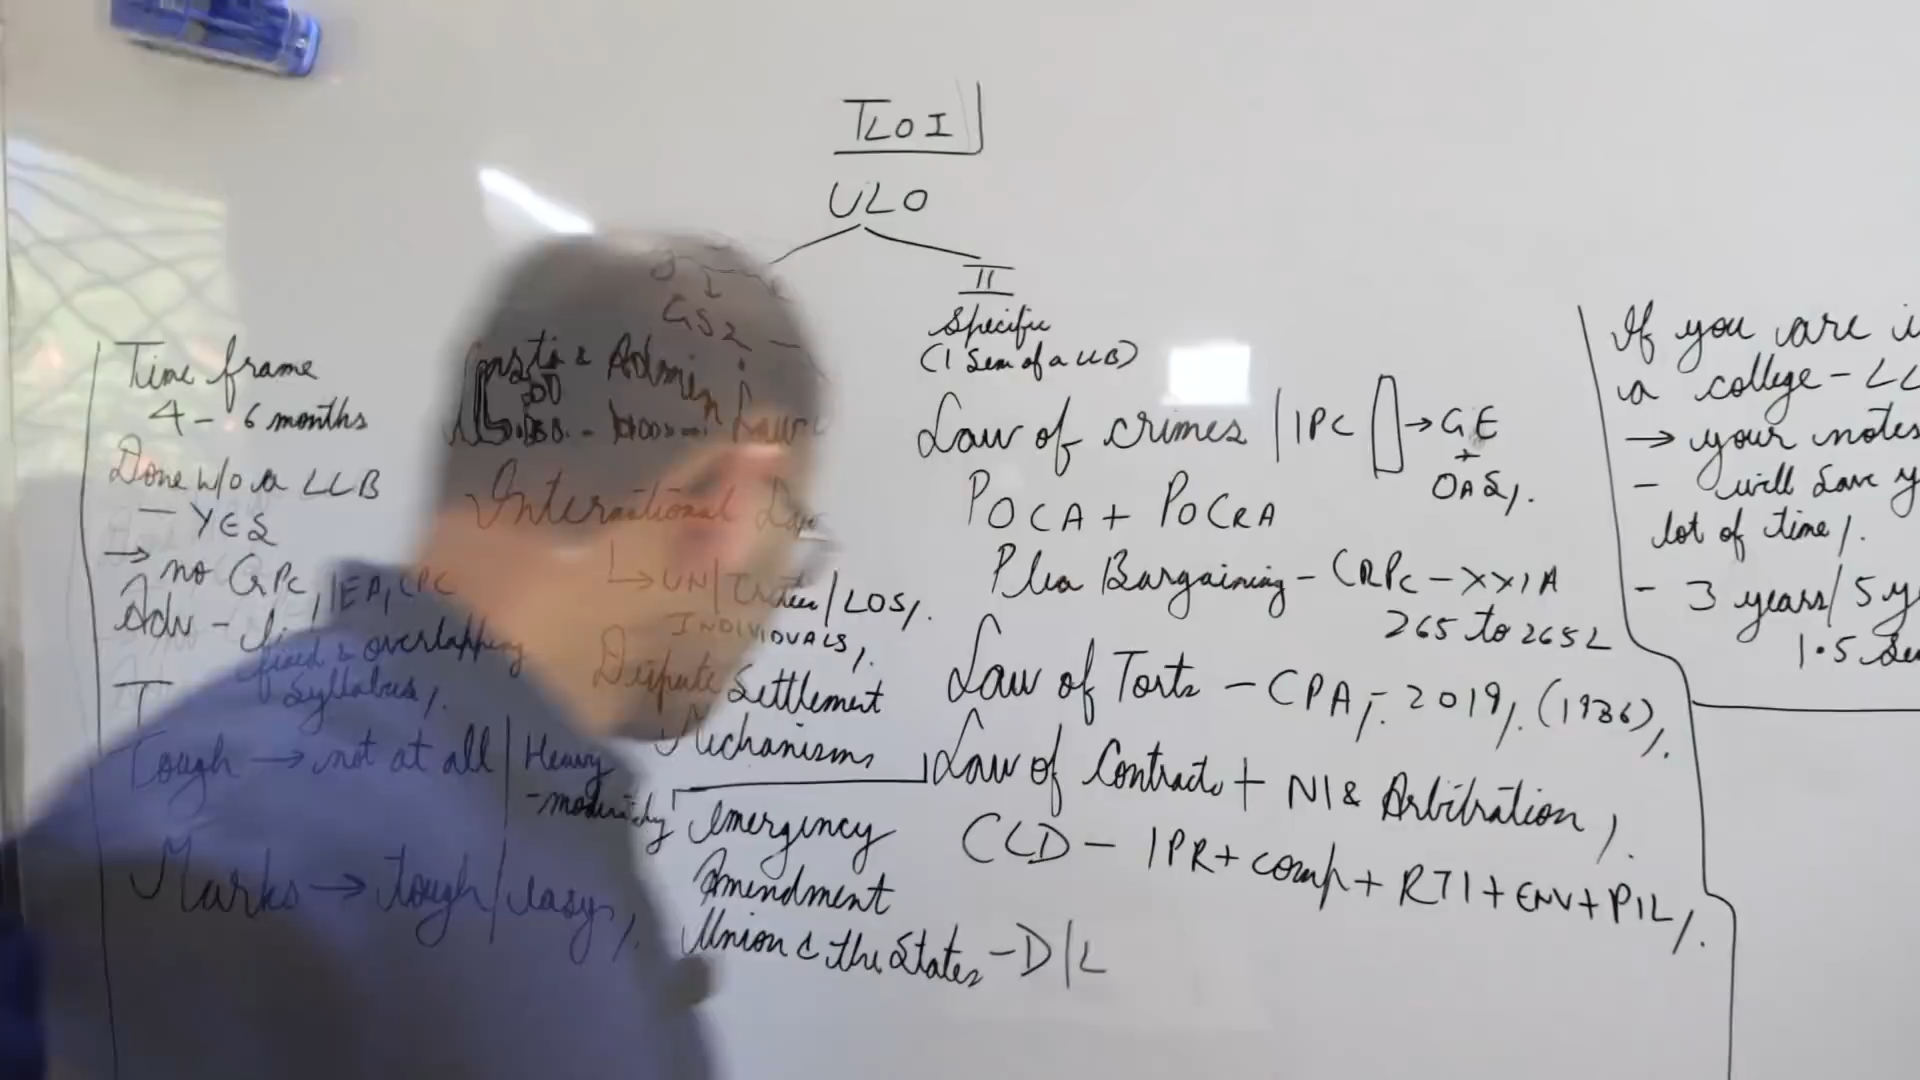 TLOI
ULO
GS2
II
Specific
(1 Sem of a LLB)
Time frame
4 - 6 months
Done w/o a LLB
- YES
→ no CRPC, IEA, CPC
Adv - fixed & overlapping
Syllabus,.
Tough → not at all | Heavy
- moderately
Marks → tough/easy,.
& Admin Law
International Law
↳ UN/Treaties/LOS,.
INDIVIDUALS,.
Dispute Settlement
Mechanisms
Emergency
Amendment
Union & the States - D/L
Law of crimes | IPC → GE
+
OAS,.
POCA + POCRA
Plea Bargaining - CRPC - XXIA
265 to 265L
Law of Torts - CPA,- 2019,. (1986),.
Law of Contracts + NI & Arbitration,.
CLD - IPR + comp + RTI + ENV + PIL,.
If you are i
a college - LL
→ your notes
- will save y
lot of time/.
- 3 years/5 y
1.5 Se